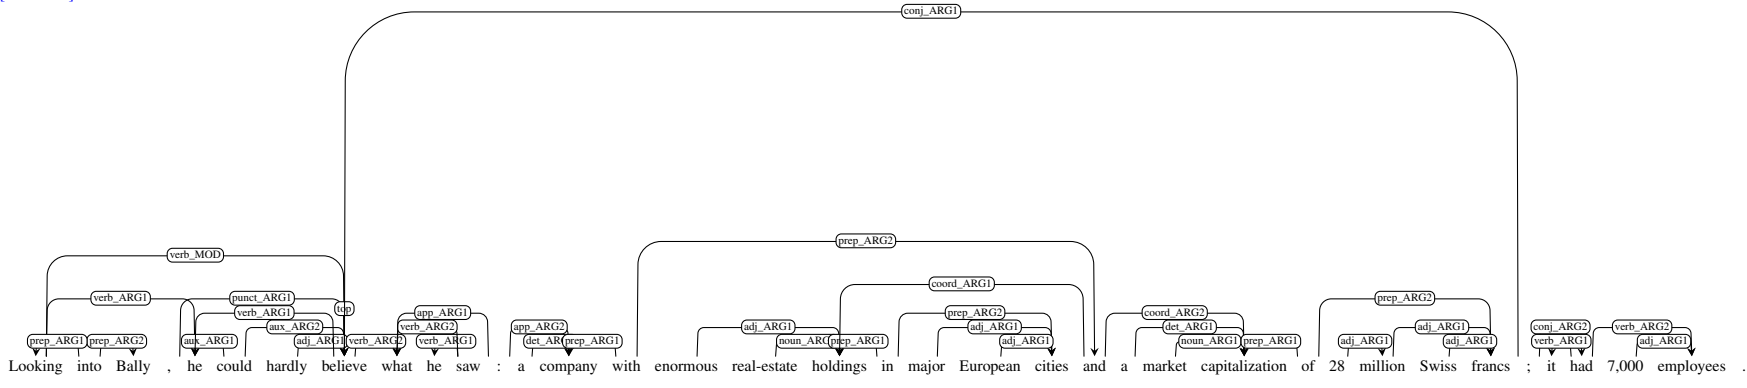 conj_ARG1
prep_ARG2
verb_MOD
coord_ARG1
verb_ARG1 punct_ARG1 prep_ARG2
top
verb_ARG1 app_ARG1 prep_ARG2 coord_ARG2
aux_ARG2 verb_ARG2 app_ARG2 adj_ARG1 adj_ARG1 det_ARG1 adj_ARG1 conj_ARG2 verb_ARG2
prep_ARG1 prep_ARG2 aux_ARG1 adj_ARG1 verb_ARG2 verb_ARG1 prep_ARG1 prep_ARG1 adj_ARG1 noun_ARG1 prep_ARG1 adj_ARG1 adj_ARG1 verb_ARG1 adj_ARG1
Looking into Bally , he could hardly believe what he saw : a company with enormous real-estate holdings in major European cities and a market capitalization of 28 million Swiss francs ; it had 7,000 employees .